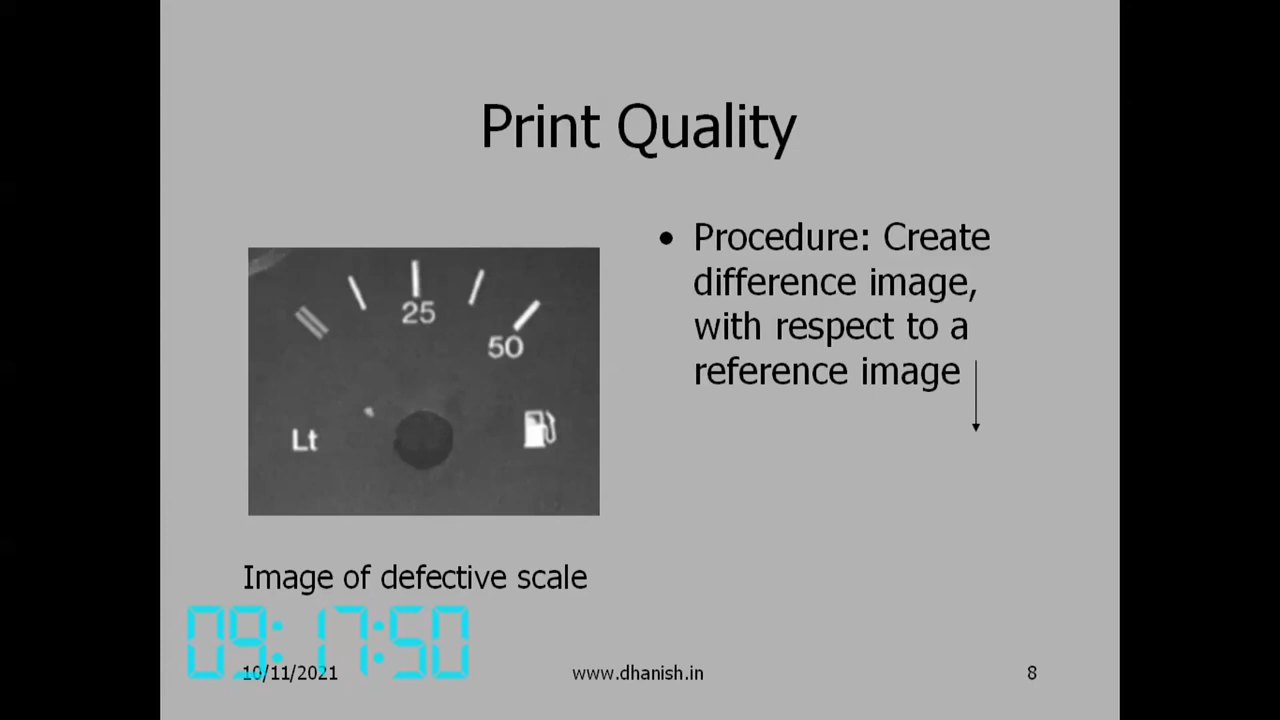 Print Quality
25
50
Lt
• Procedure: Create
difference image,
with respect to a
reference image
Image of defective scale
09:17:50
10/11/2021
www.dhanish.in
8